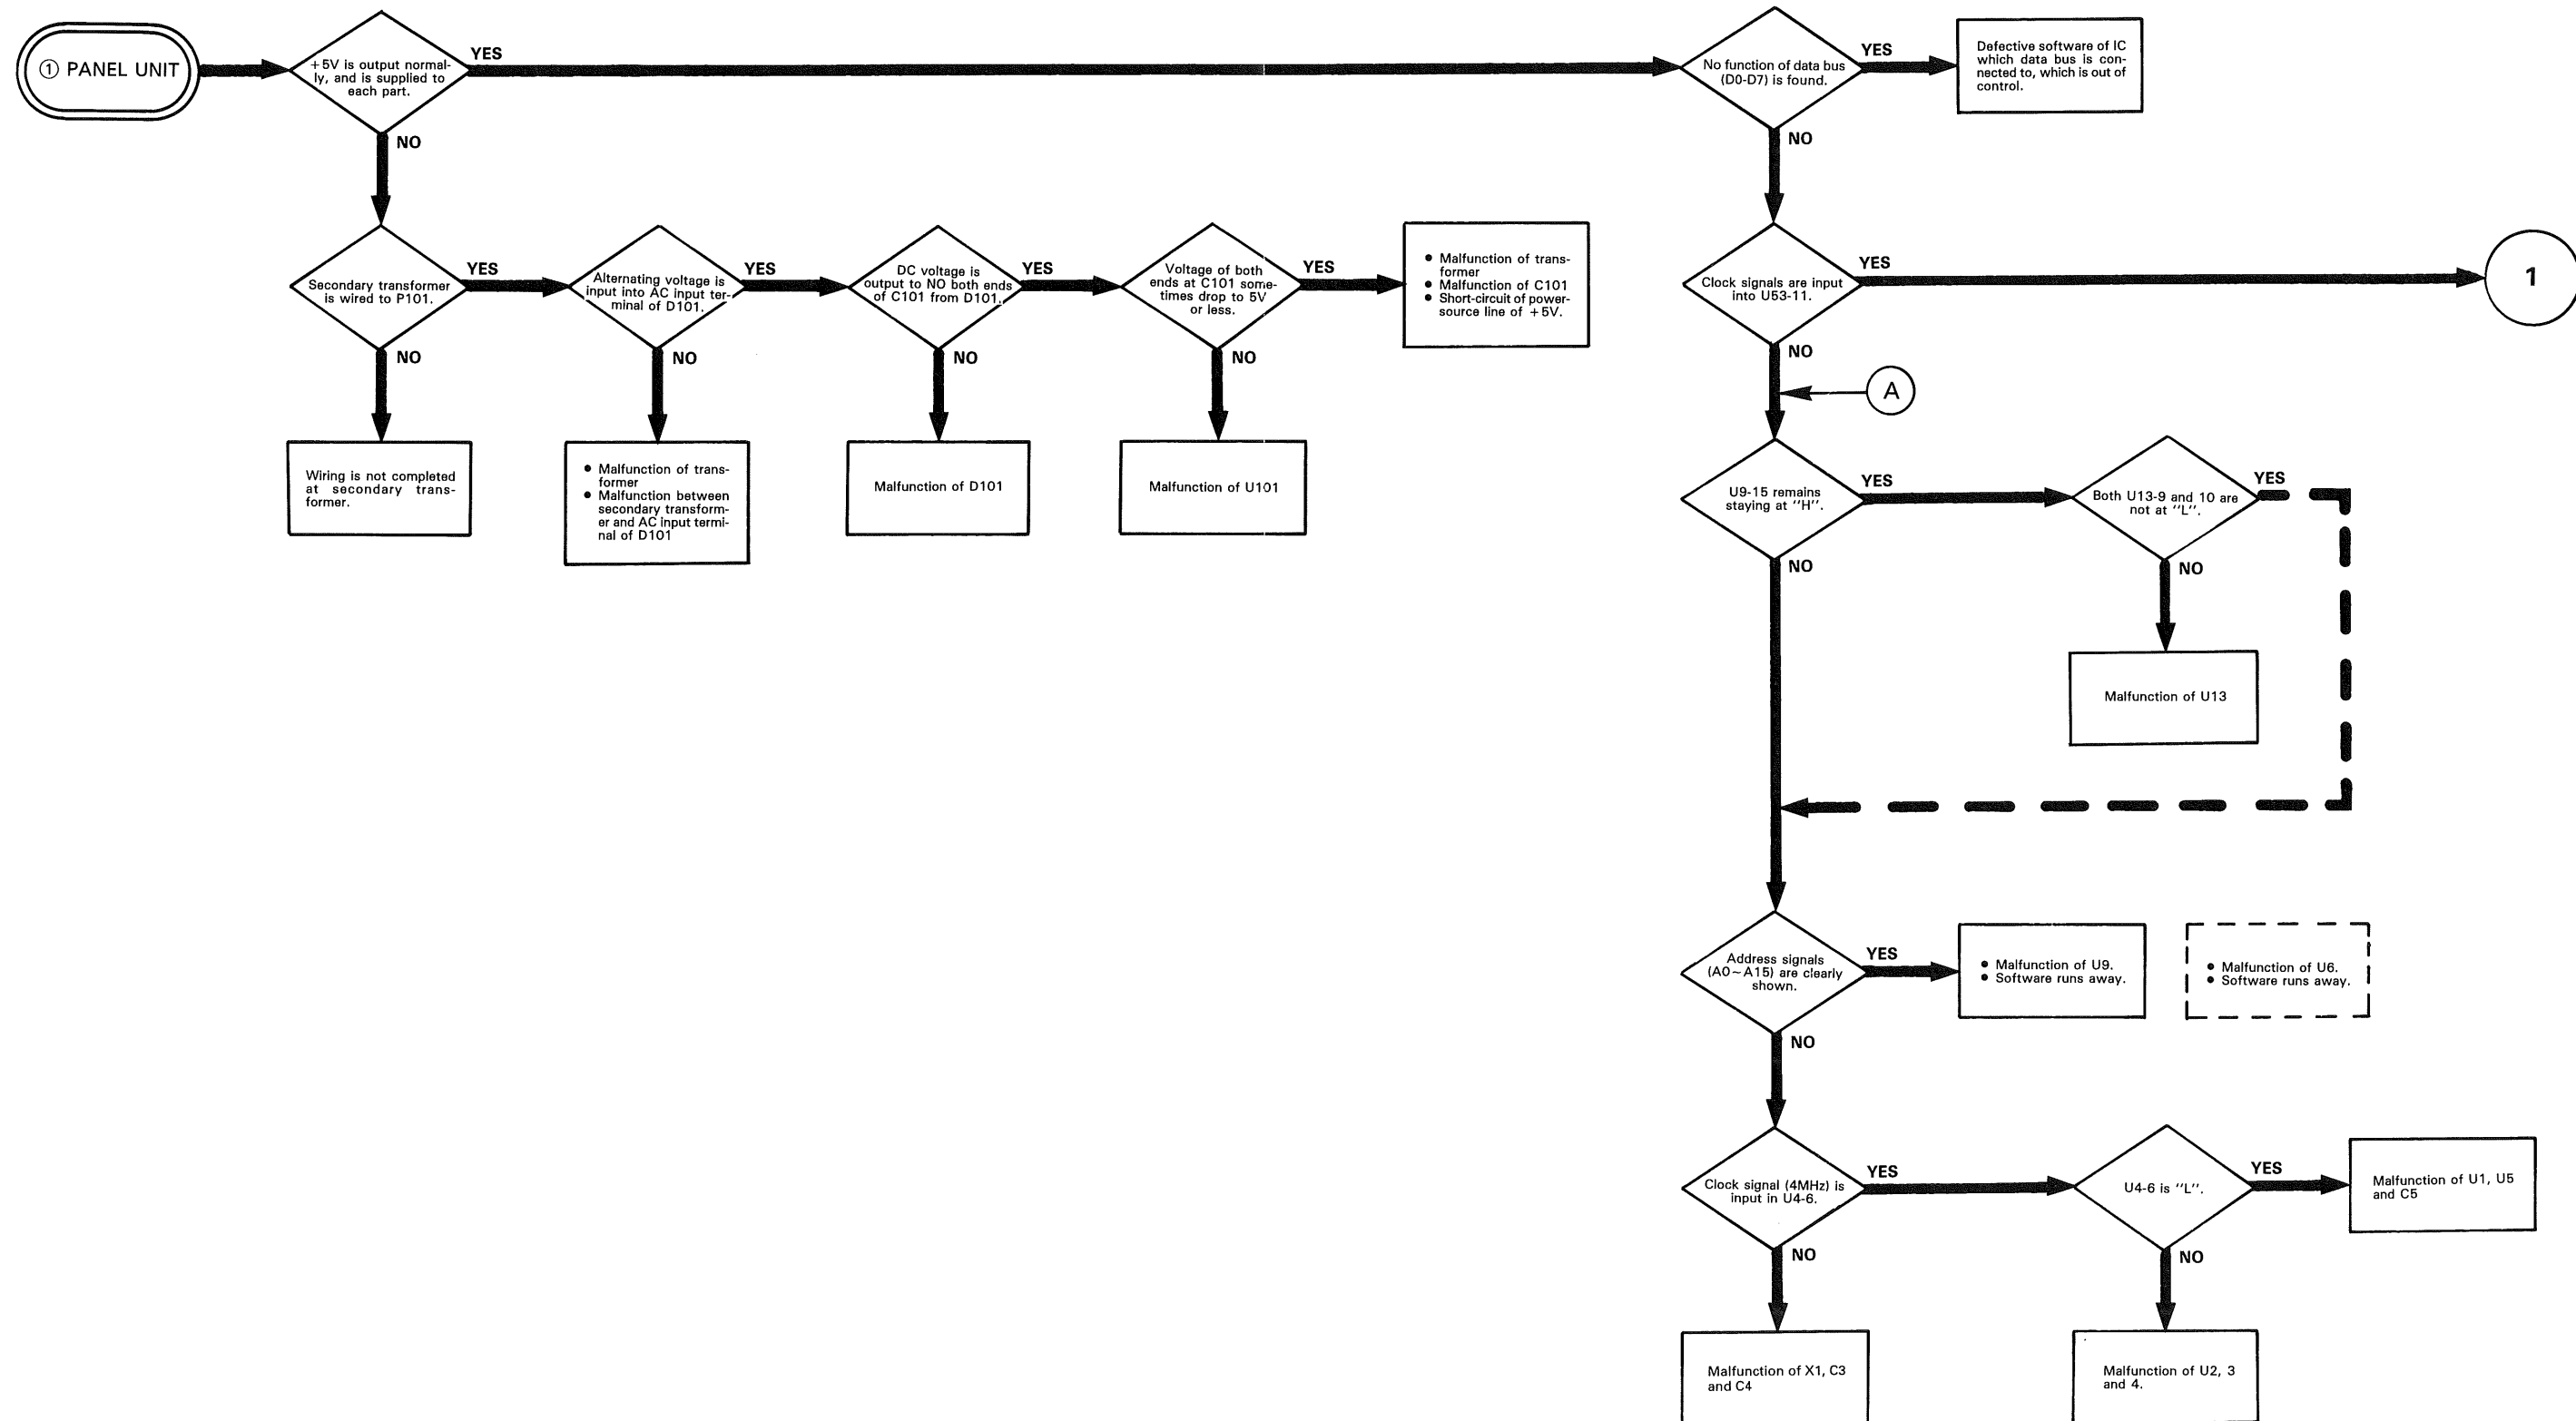 ① PANEL UNIT
+5V is output normal-
ly, and is supplied to
each part.
YES
NO
No function of data bus
(D0-D7) is found.
YES
NO
Defective software of IC
which data bus is con-
nected to, which is out of
control.
Secondary transformer
is wired to P101.
YES
NO
Alternating voltage is
input into AC input ter-
minal of D101.
YES
NO
DC voltage is
output to NO both ends
of C101 from D101.
YES
NO
Voltage of both
ends at C101 some-
times drop to 5V
or less.
YES
NO
● Malfunction of trans-
former
● Malfunction of C101
● Short-circuit of power-
source line of +5V.
Clock signals are input
into U53-11.
YES
NO
1
A
Wiring is not completed
at secondary trans-
former.
● Malfunction of trans-
former
● Malfunction between
secondary transform-
er and AC input termi-
nal of D101
Malfunction of D101
Malfunction of U101
U9-15 remains
staying at "H".
YES
NO
Both U13-9 and 10 are
not at "L".
YES
NO
Malfunction of U13
Address signals
(A0~A15) are clearly
shown.
YES
NO
● Malfunction of U9.
● Software runs away.
● Malfunction of U6.
● Software runs away.
Clock signal (4MHz) is
input in U4-6.
YES
NO
U4-6 is "L".
YES
NO
Malfunction of U1, U5
and C5
Malfunction of X1, C3
and C4
Malfunction of U2, 3
and 4.